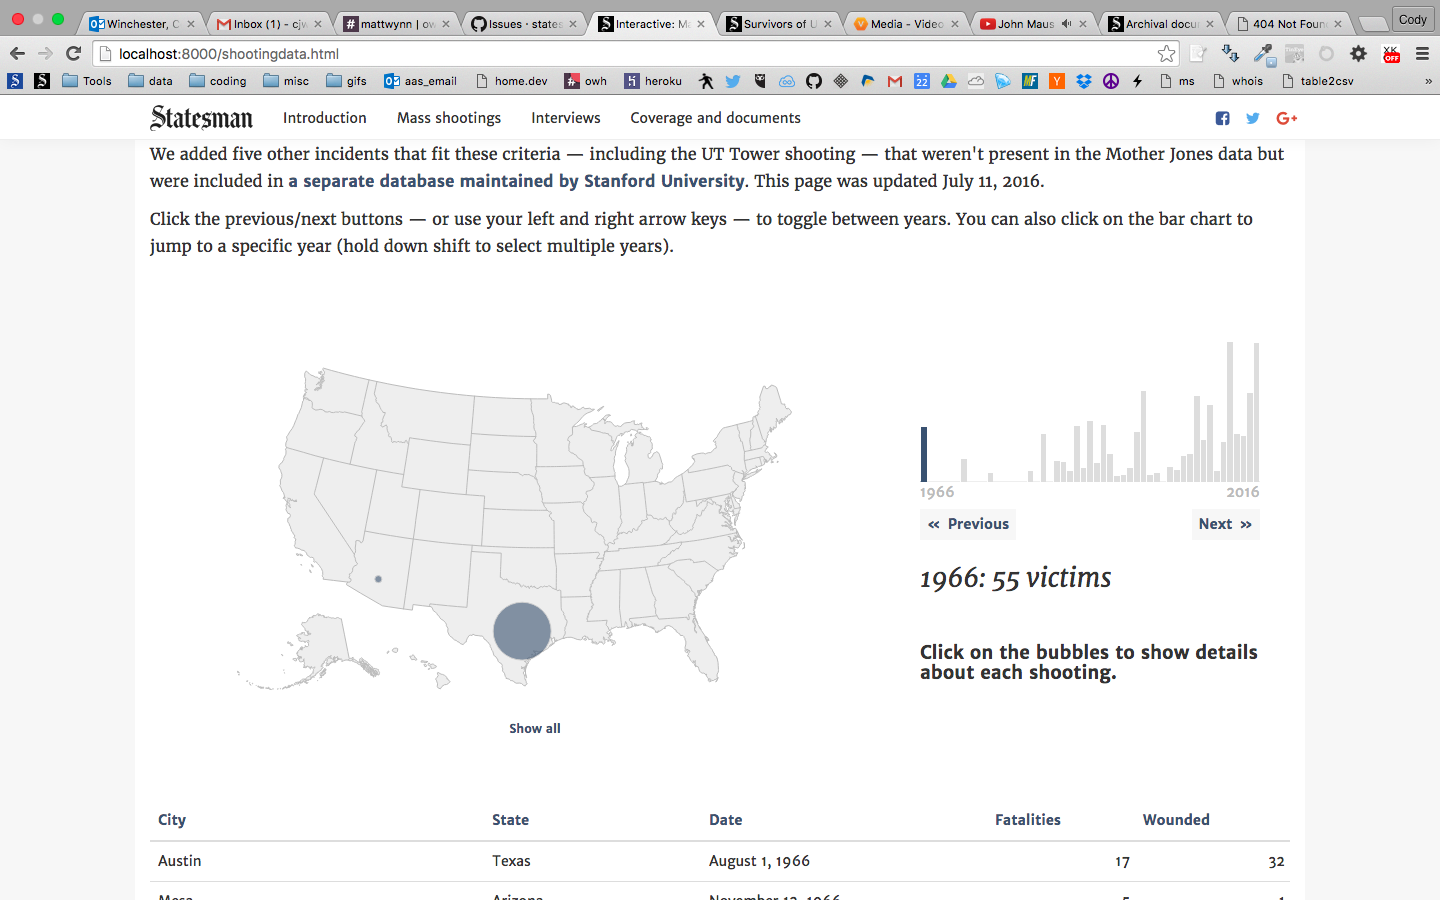 Winchester, C
Inbox (1) - cjw
mattwynn | ow
Issues · states
Interactive: Ma
Survivors of U
Media - Video
John Maus
Archival docu
404 Not Foun
Cody
localhost:8000/shootingdata.html
Tools
data
coding
misc
gifs
aas_email
home.dev
owh
heroku
22
MF
Y
ms
whois
table2csv
»
XK
OFF
Statesman
Introduction
Mass shootings
Interviews
Coverage and documents
G+
We added five other incidents that fit these criteria — including the UT Tower shooting — that weren't present in the Mother Jones data but
were included in a separate database maintained by Stanford University. This page was updated July 11, 2016.
Click the previous/next buttons — or use your left and right arrow keys — to toggle between years. You can also click on the bar chart to
jump to a specific year (hold down shift to select multiple years).
1966
2016
« Previous
Next »
1966: 55 victims
Click on the bubbles to show details
about each shooting.
Show all
City State Date Fatalities Wounded
Austin Texas August 1, 1966 17 32